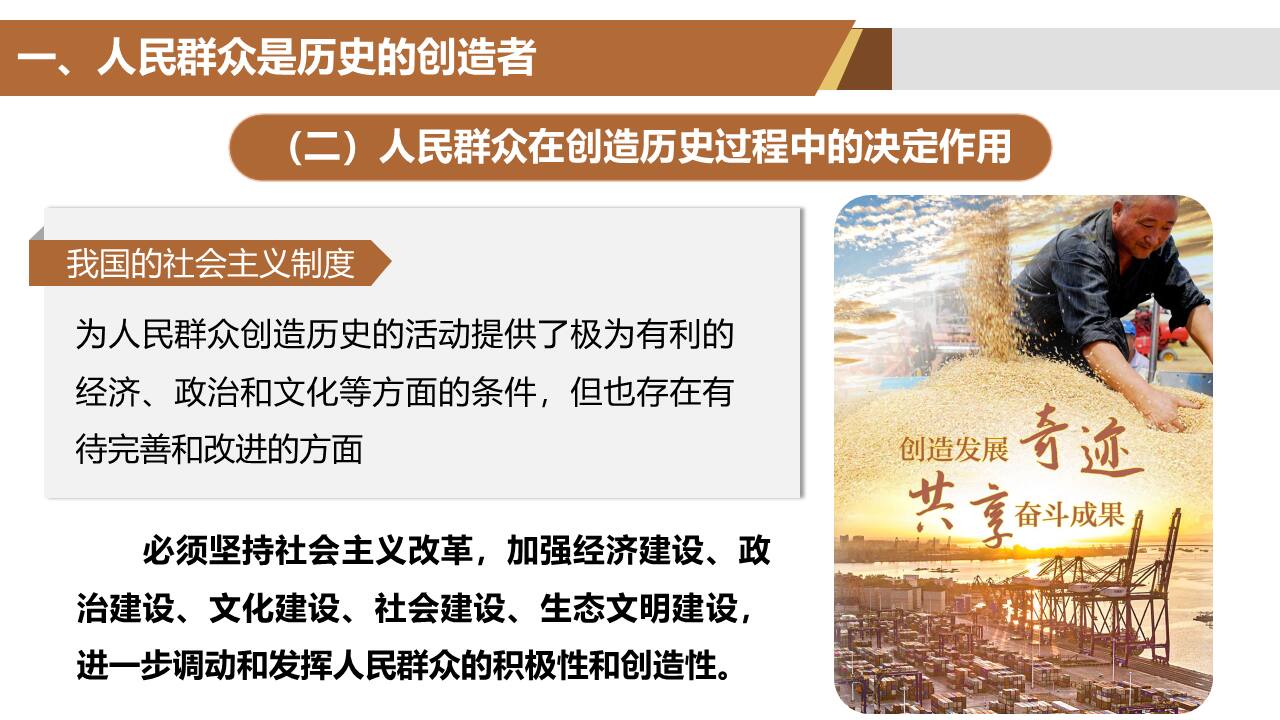 一、人民群众是历史的创造者
（二）人民群众在创造历史过程中的决定作用
我国的社会主义制度
为人民群众创造历史的活动提供了极为有利的
经济、政治和文化等方面的条件，但也存在有
待完善和改进的方面
必须坚持社会主义改革，加强经济建设、政
治建设、文化建设、社会建设、生态文明建设，
进一步调动和发挥人民群众的积极性和创造性。
创造发展奇迹
共享奋斗成果